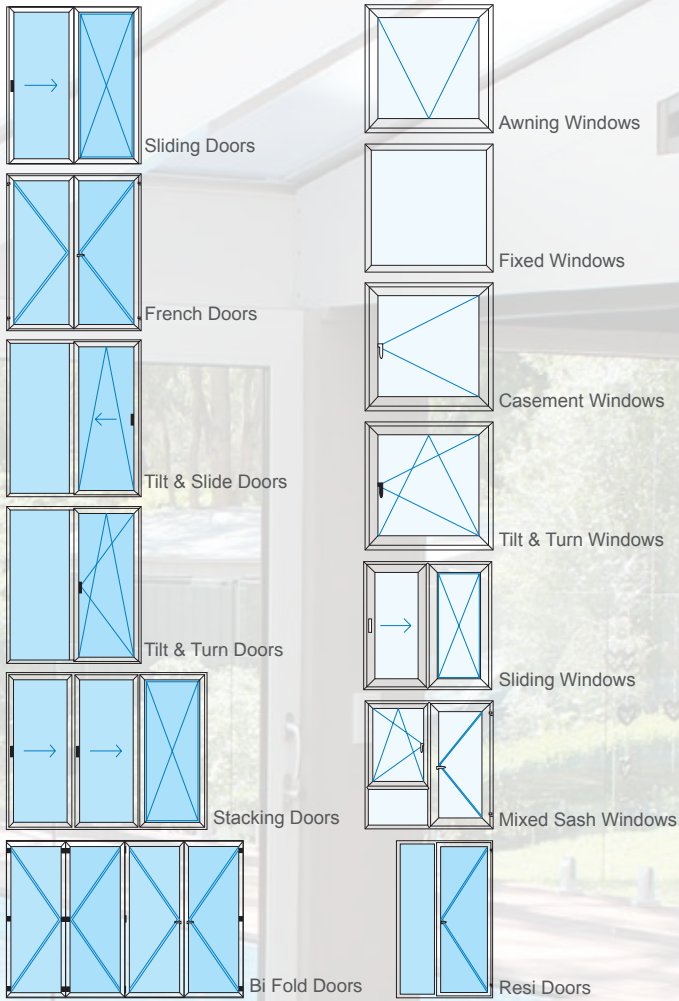 Sliding Doors
French Doors
Tilt & Slide Doors
Tilt & Turn Doors
Stacking Doors
Bi Fold Doors
Awning Windows
Fixed Windows
Casement Windows
Tilt & Turn Windows
Sliding Windows
Mixed Sash Windows
Resi Doors